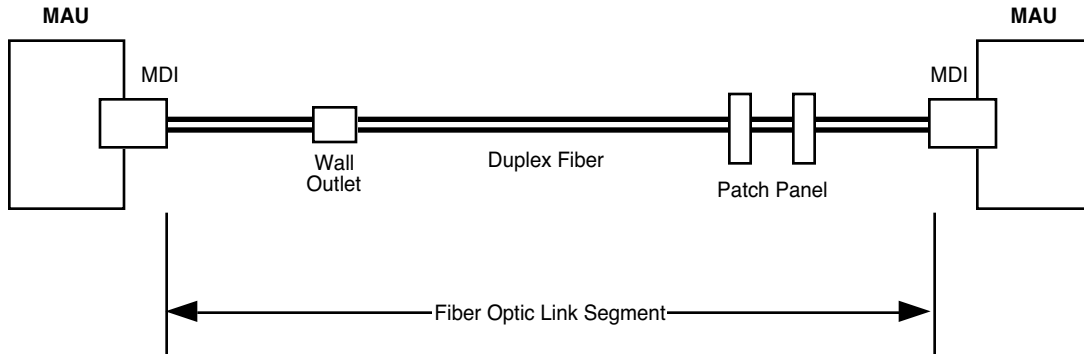 MAU
MAU
MDI
MDI
Wall
Outlet
Duplex Fiber
Patch Panel
Fiber Optic Link Segment